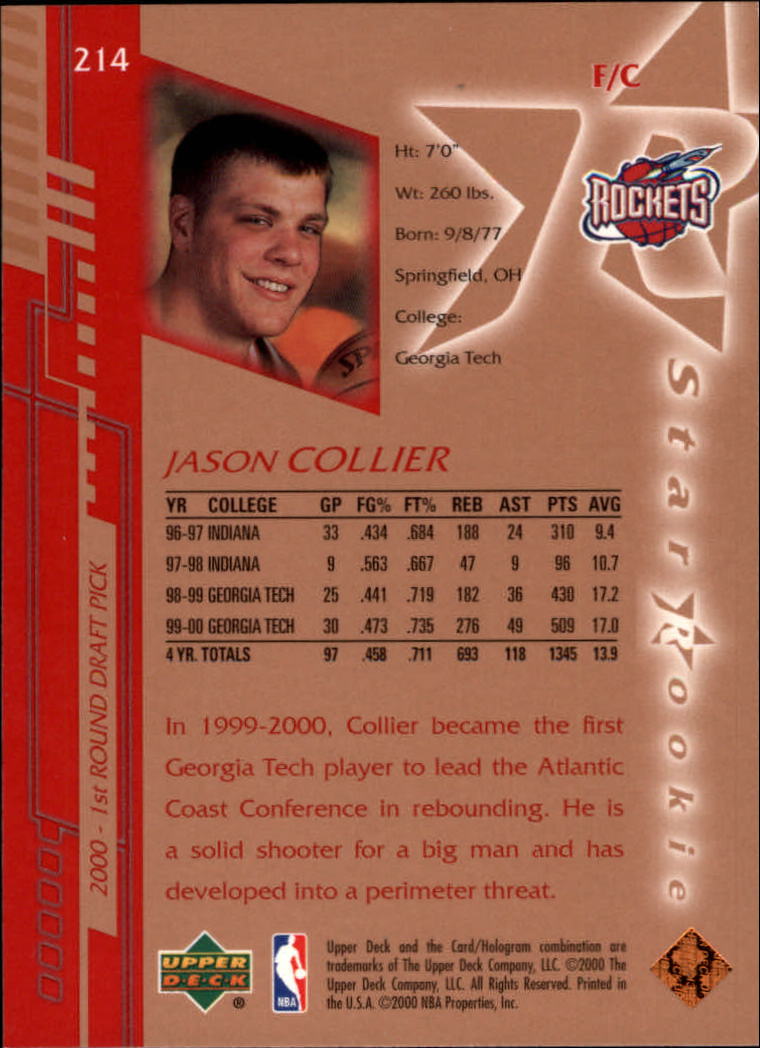 214
F/C
Ht: 7'0"
Wt: 260 lbs.
Born: 9/8/77
Springfield, OH
College:
Georgia Tech
ROCKETS
R
SP
Star Rookie
JASON COLLIER
YR COLLEGE GP FG% FT% REB AST PTS AVG
96-97 INDIANA 33 .434 .684 188 24 310 9.4
97-98 INDIANA 9 .563 .667 47 9 96 10.7
98-99 GEORGIA TECH 25 .441 .719 182 36 430 17.2
99-00 GEORGIA TECH 30 .473 .735 276 49 509 17.0
4 YR. TOTALS 97 .458 .711 693 118 1345 13.9
2000 - 1st ROUND DRAFT PICK
In 1999-2000, Collier became the first
Georgia Tech player to lead the Atlantic
Coast Conference in rebounding. He is
a solid shooter for a big man and has
developed into a perimeter threat.
UPPER
D·E·C·K
®
NBA
Upper Deck and the Card/Hologram combination are
trademarks of The Upper Deck Company, LLC. ©2000 The
Upper Deck Company, LLC. All Rights Reserved. Printed in
the U.S.A. ©2000 NBA Properties, Inc.